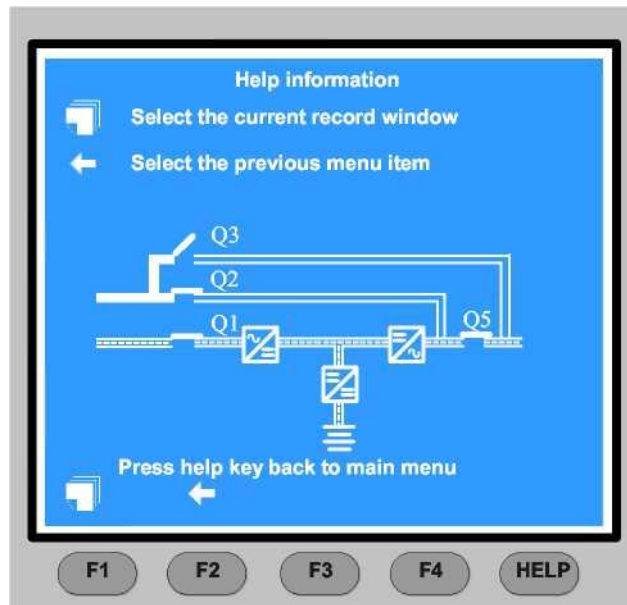 Help information
Select the current record window
Select the previous menu item
Q3
Q2
Q1
Q5
Press help key back to main menu
F1 F2 F3 F4 HELP